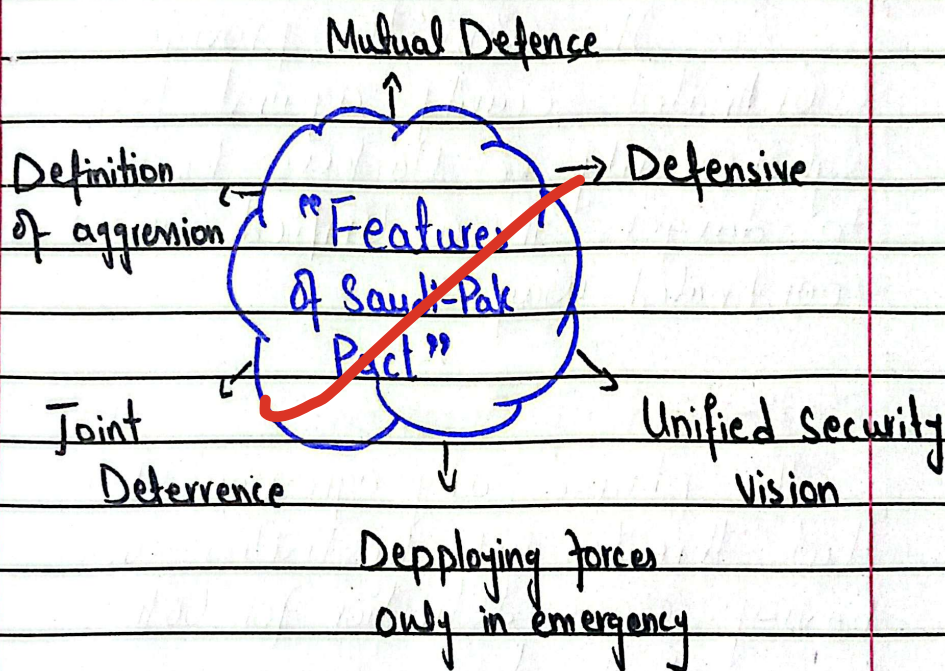 Mutual Defence
Definition
of aggression
→ Defensive
"Features
of Saudi-Pak
Pact"
Joint
Deterrence
Unified security
vision
Depploying forces
only in emergency